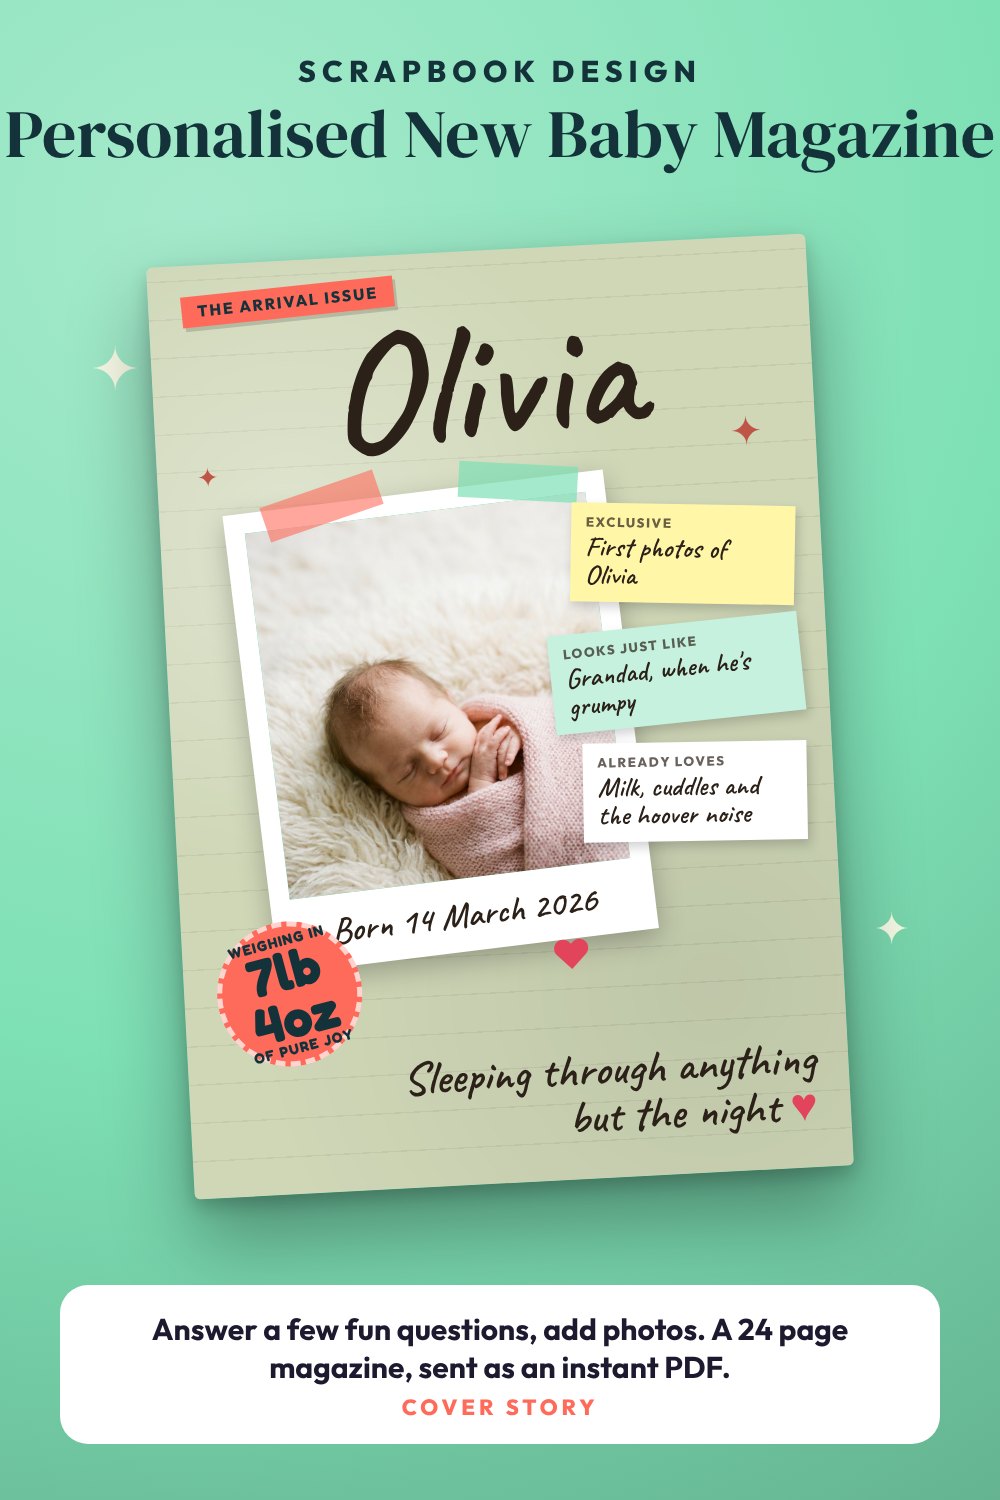 SCRAPBOOK DESIGN
Personalised New Baby Magazine
THE ARRIVAL ISSUE
Olivia
EXCLUSIVE
First photos of
Olivia
LOOKS JUST LIKE
Grandad, when he's
grumpy
ALREADY LOVES
Milk, cuddles and
the hoover noise
Born 14 March 2026
WEIGHING IN
7lb
4oz
OF PURE JOY
Sleeping through anything
but the night ♥
Answer a few fun questions, add photos. A 24 page
magazine, sent as an instant PDF.
COVER STORY